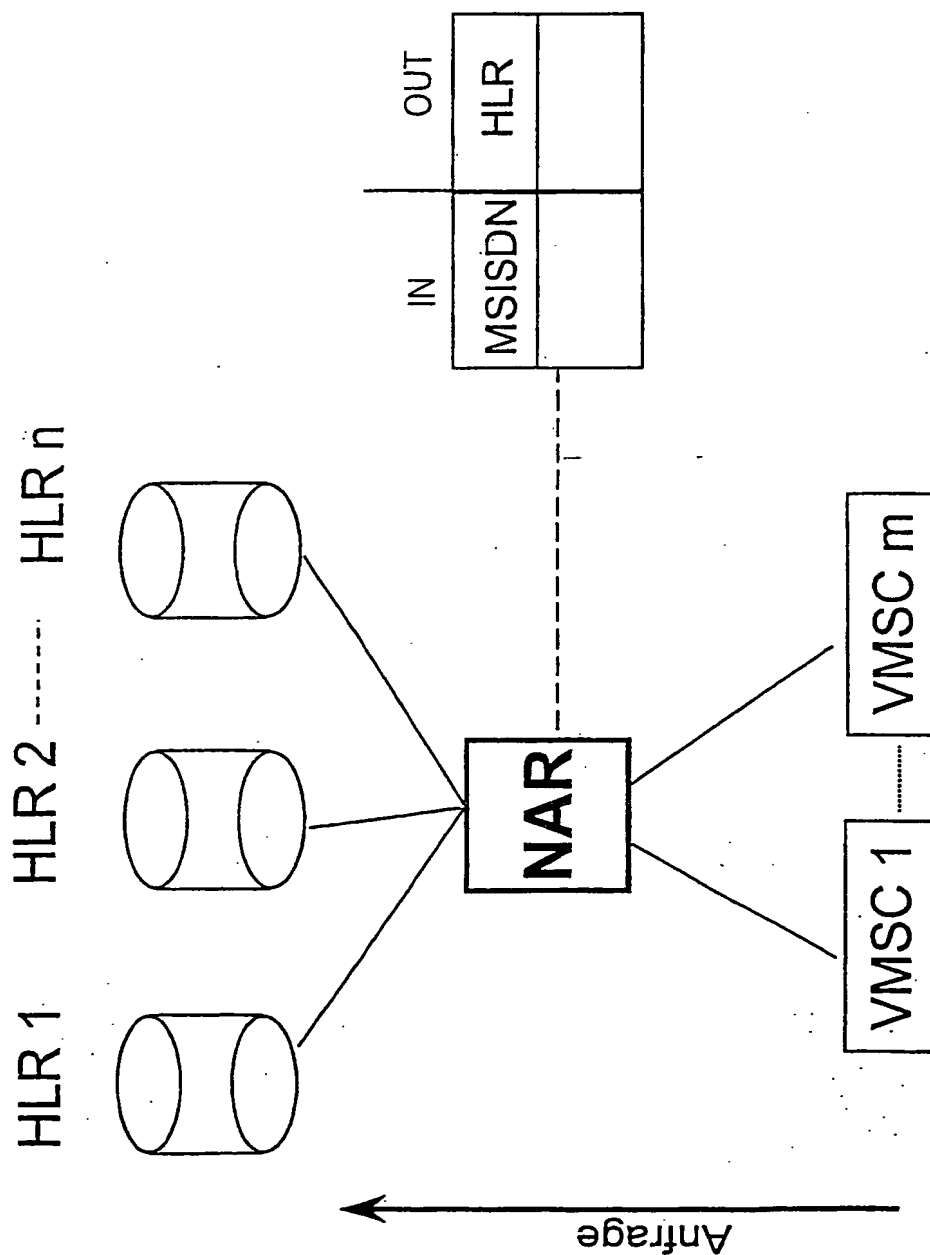 HLR 1
HLR 2 ------ HLR n
NAR
IN
OUT
MSISDN
HLR
VMSC 1
VMSC m
Anfrage